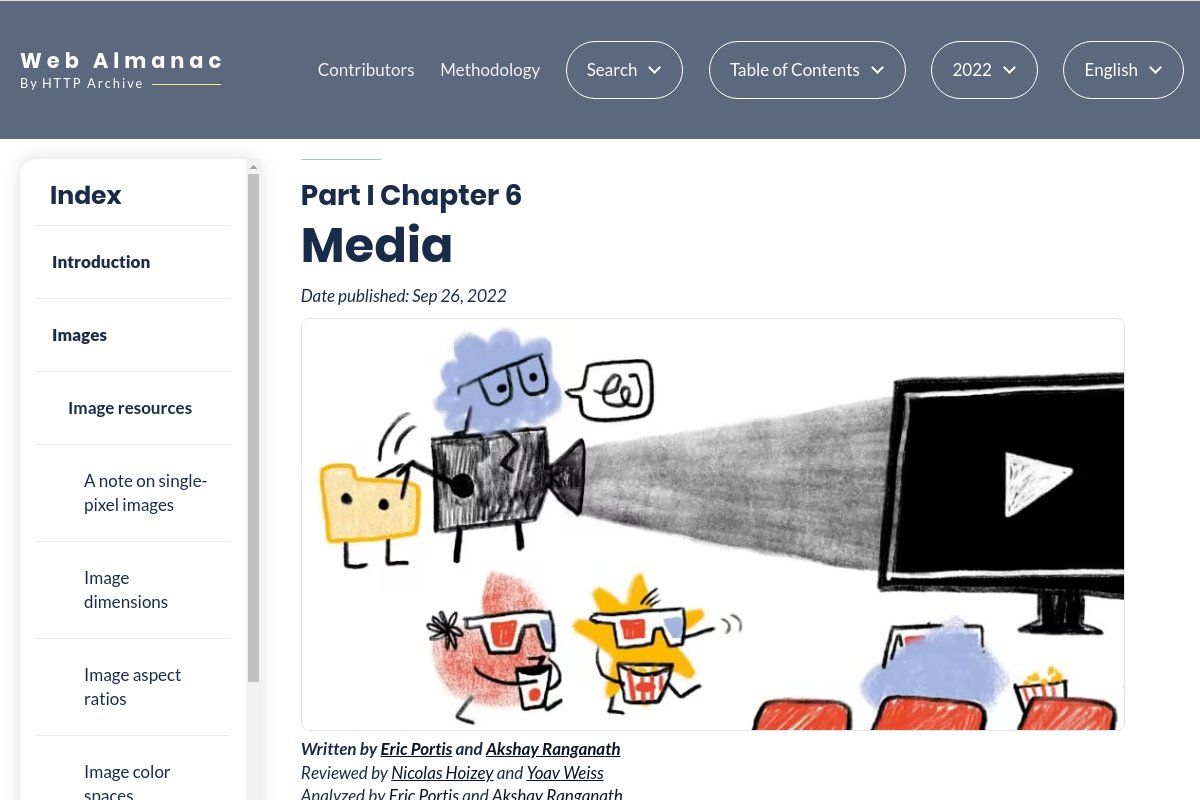 Web Almanac
By HTTP Archive
Contributors
Methodology
Search
Table of Contents
2022
English
Index
Introduction
Images
Image resources
A note on single-
pixel images
Image
dimensions
Image aspect
ratios
Image color
spaces
Part I Chapter 6
Media
Date published: Sep 26, 2022
Written by Eric Portis and Akshay Ranganath
Reviewed by Nicolas Hoizey and Yoav Weiss
Analyzed by Eric Portis and Akshay Ranganath